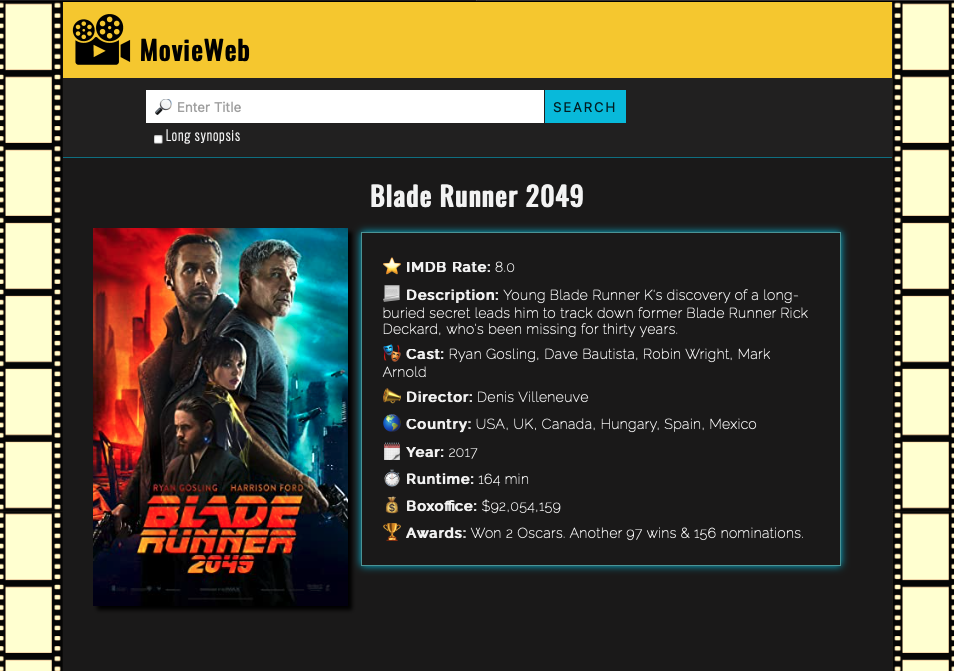 MovieWeb
Enter Title
SEARCH
Long synopsis
Blade Runner 2049
IMDB Rate: 8.0
Description: Young Blade Runner K's discovery of a long-
buried secret leads him to track down former Blade Runner Rick
Deckard, who's been missing for thirty years.
Cast: Ryan Gosling, Dave Bautista, Robin Wright, Mark
Arnold
Director: Denis Villeneuve
Country: USA, UK, Canada, Hungary, Spain, Mexico
Year: 2017
Runtime: 164 min
Boxoffice: $92,054,159
Awards: Won 2 Oscars. Another 97 wins & 156 nominations.
RYAN GOSLING / HARRISON FORD
BLADE
RUNNER
2049